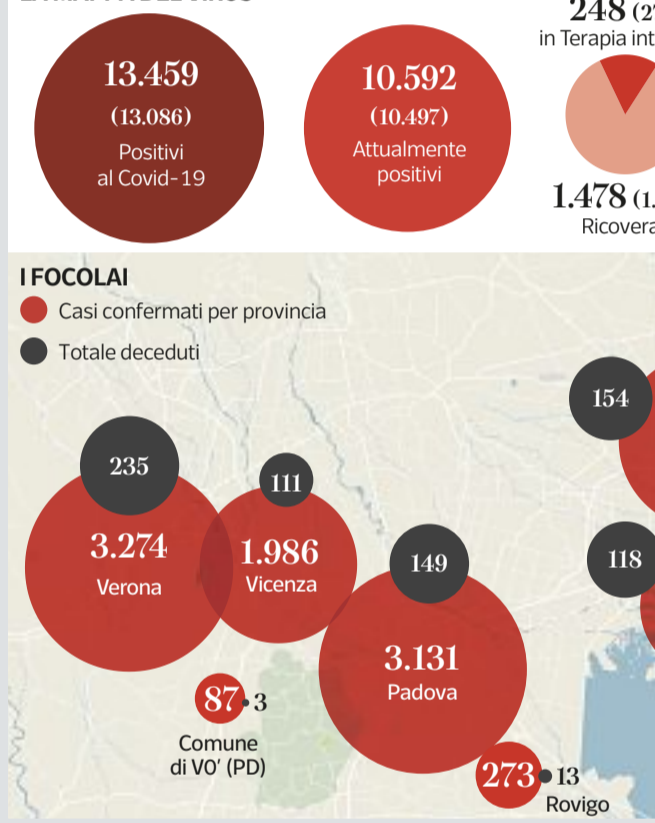 13.459
(13.086)
Positivi
al Covid-19
10.592
(10.497)
Attualmente
positivi
248
in Terapia
1.478
I FOCOLAI
Casi confermati per provincia
Totale deceduti
154
235
111
3.274
Verona
1.986
Vicenza
149
118
3.131
Padova
87 3
Comune
di VO' (PD)
273 13
Rovigo